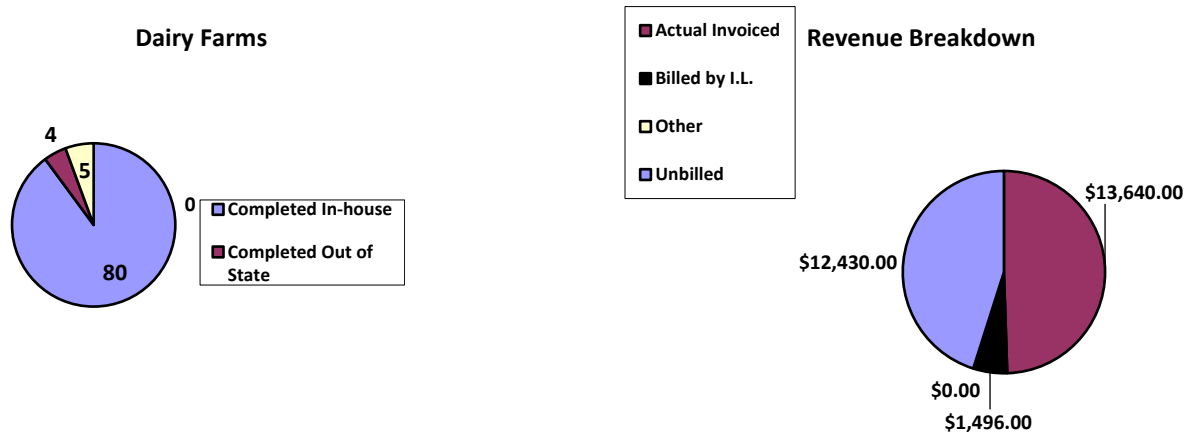 Dairy Farms
4
5
0
80
Completed In-house
Completed Out of
State
Actual Invoiced
Billed by I.L.
Other
Unbilled
Revenue Breakdown
$13,640.00
$12,430.00
$0.00
$1,496.00